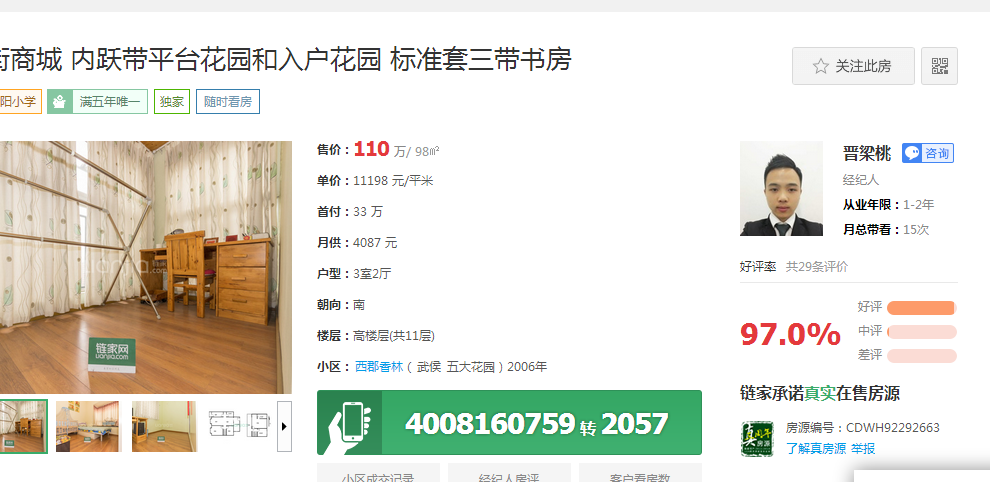 街商城 内跃带平台花园和入户花园 标准套三带书房
关注此房
阳小学
满五年唯一
独家
随时看房
售价：110 万/ 98㎡
单价：11198 元/平米
首付：33 万
月供：4087 元
户型：3室2厅
朝向：南
楼层：高楼层(共11层)
小区：西郡香林 ( 武侯 五大花园 ) 2006年
4008160759 转 2057
小区成交记录
经纪人房评
客户看房数
链家网
Lianjia.com
晋梁桃
咨询
经纪人
从业年限：1-2年
月总带看：15次
好评率 共29条评价
97.0%
好评
中评
差评
链家承诺真实在售房源
真
房源
房源编号：CDWH92292663
了解真房源 举报